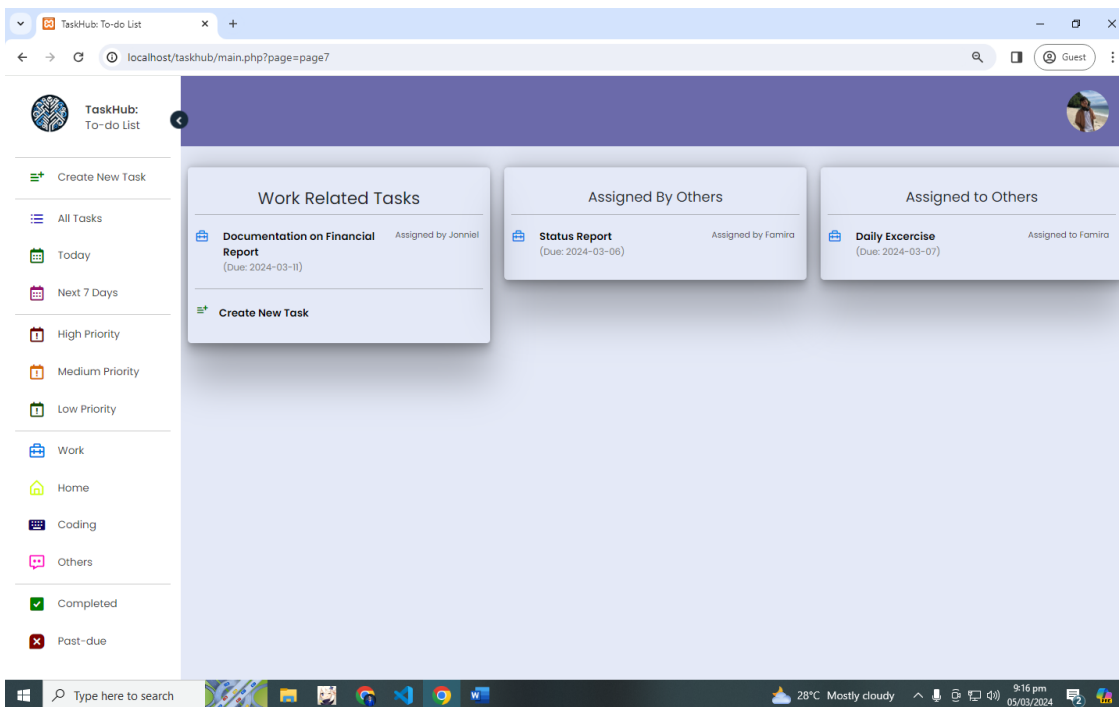 TaskHub: To-do List
localhost/taskhub/main.php?page=page7
Guest
TaskHub:
To-do List
Create New Task
All Tasks
Today
Next 7 Days
High Priority
Medium Priority
Low Priority
Work
Home
Coding
Others
Completed
Past-due
Work Related Tasks
Documentation on Financial
Report
Assigned by Jonniel
(Due: 2024-03-11)
Create New Task
Assigned By Others
Status Report
Assigned by Famira
(Due: 2024-03-06)
Assigned to Others
Daily Excercise
Assigned to Famira
(Due: 2024-03-07)
Type here to search
28°C Mostly cloudy
9:16 pm
05/03/2024
2